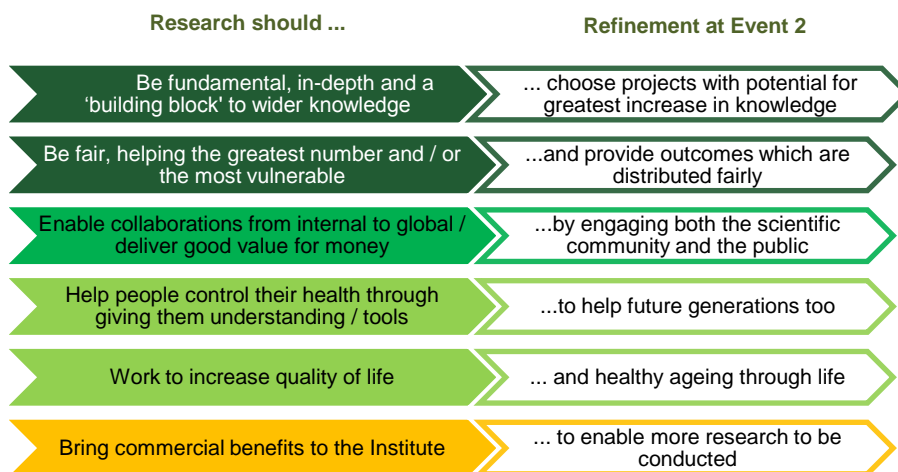 Research should ...
Refinement at Event 2
Be fundamental, in-depth and a
‘building block' to wider knowledge
... choose projects with potential for
greatest increase in knowledge
Be fair, helping the greatest number and / or
the most vulnerable
...and provide outcomes which are
distributed fairly
Enable collaborations from internal to global /
deliver good value for money
...by engaging both the scientific
community and the public
Help people control their health through
giving them understanding / tools
...to help future generations too
Work to increase quality of life
... and healthy ageing through life
Bring commercial benefits to the Institute
... to enable more research to be
conducted